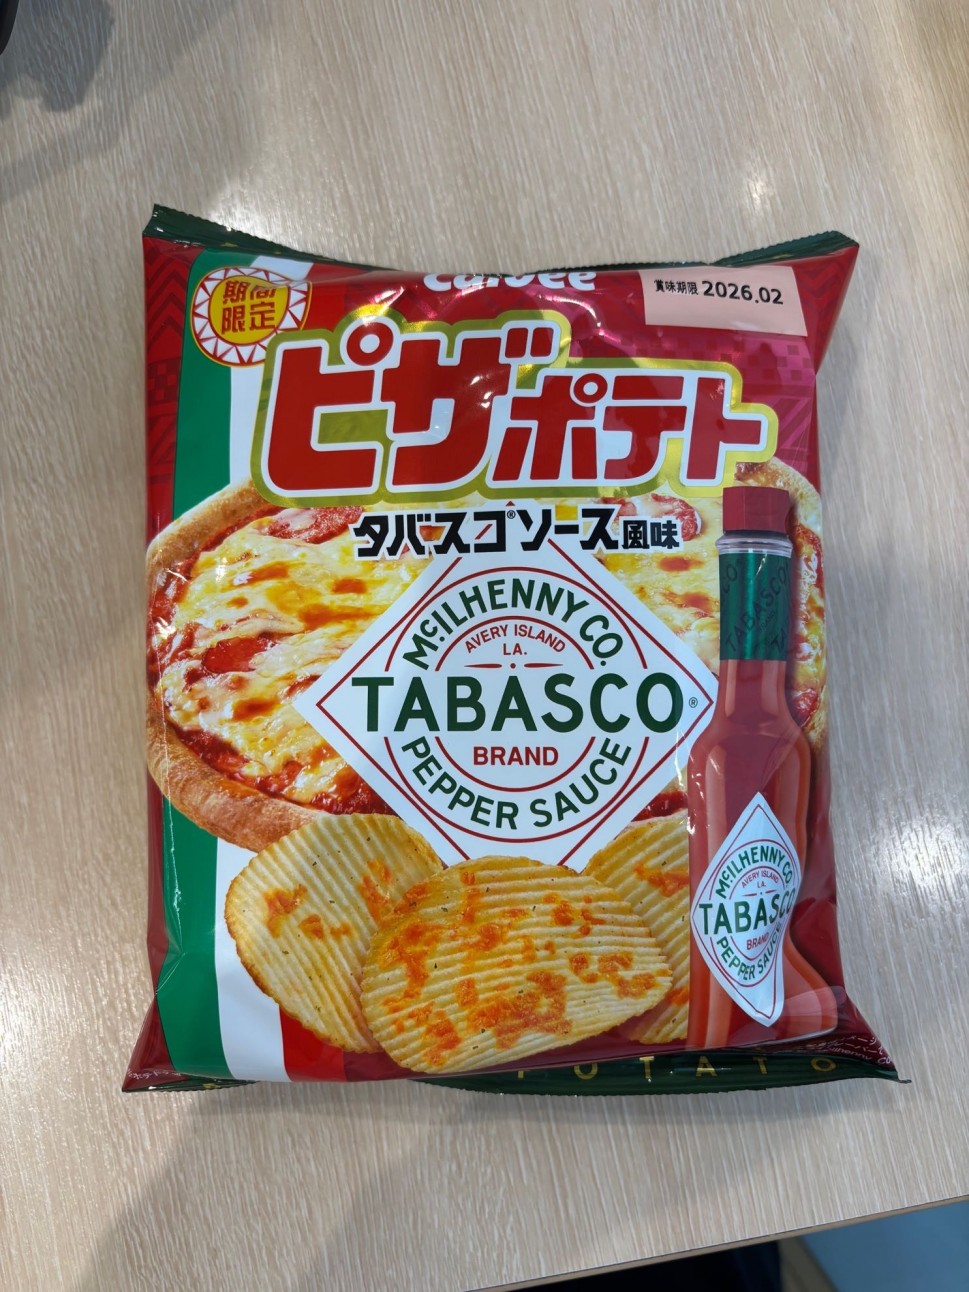 Calbee
賞味期限 2026.02
期間
限定
ピザポテト
タバスコ®ソース風味
McILHENNY CO.
AVERY ISLAND
LA.
TABASCO®
BRAND
PEPPER SAUCE
TABASCO
McILHENNY CO.
AVERY ISLAND
LA.
TABASCO
BRAND
PEPPER SAUCE
POTATO